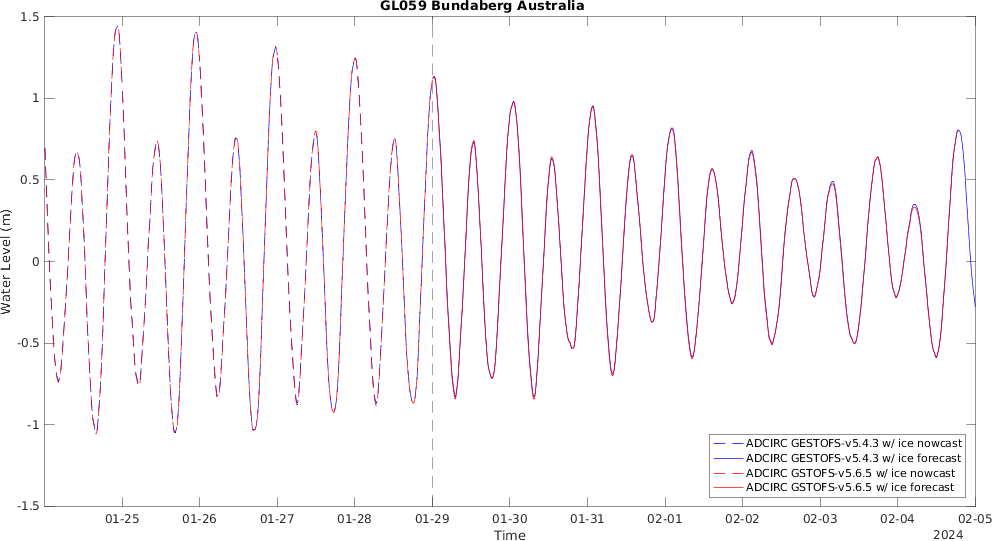 GL059 Bundaberg Australia
1.5
1
0.5
0
-0.5
-1
-1.5
Water Level (m)
ADCIRC GESTOFS-v5.4.3 w/ ice nowcast
ADCIRC GESTOFS-v5.4.3 w/ ice forecast
ADCIRC GSTOFS-v5.6.5 w/ ice nowcast
ADCIRC GSTOFS-v5.6.5 w/ ice forecast
01-25 01-26 01-27 01-28 01-29 01-30 01-31 02-01 02-02 02-03 02-04 02-05
Time
2024